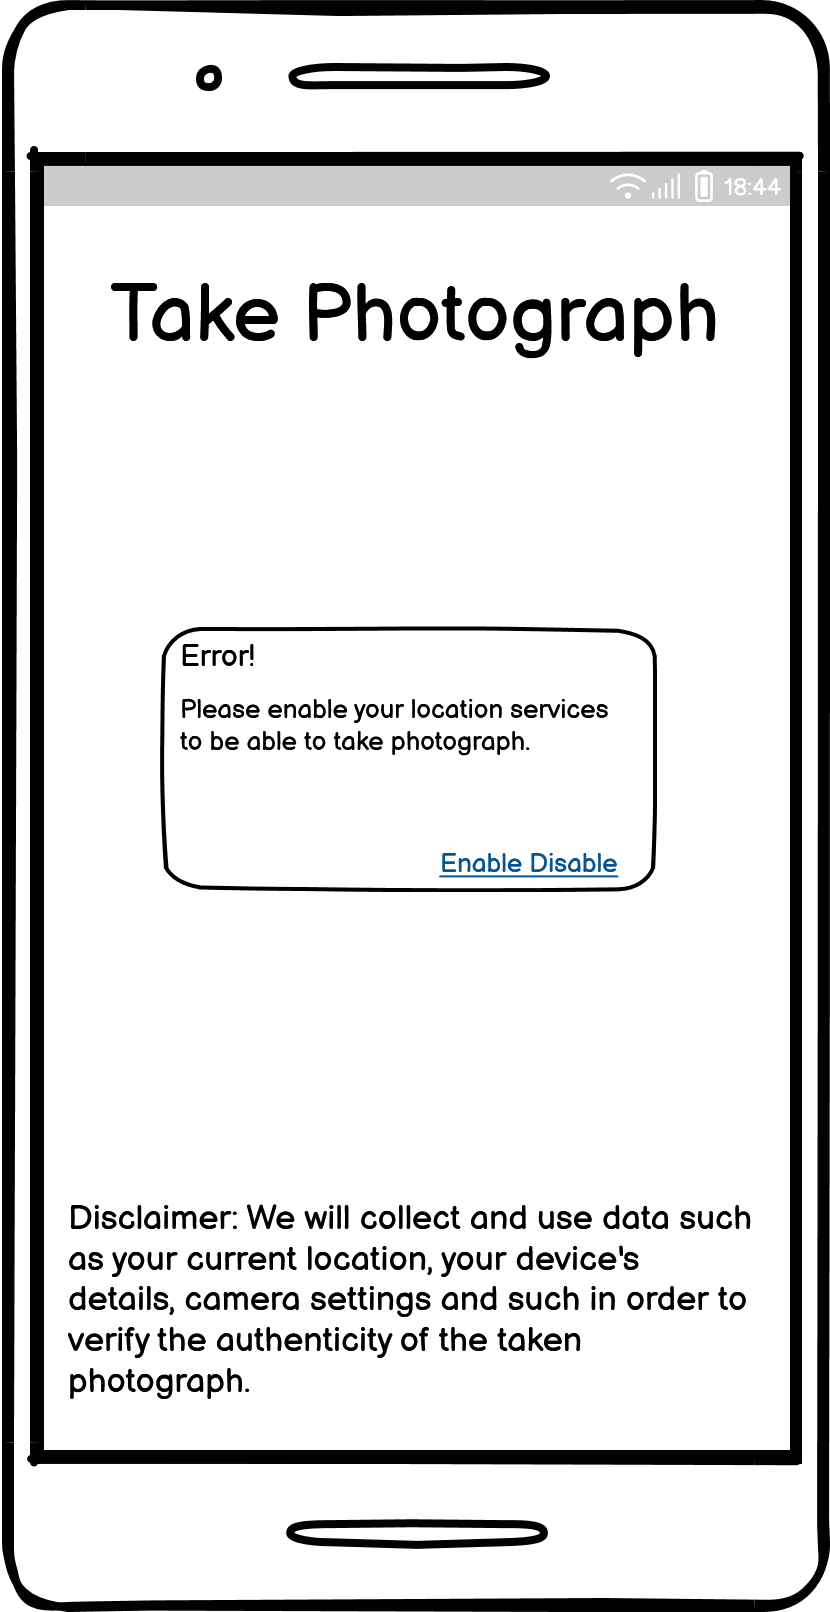 18:44
Take Photograph
Error!
Please enable your location services
to be able to take photograph.
Enable Disable
Disclaimer: We will collect and use data such
as your current location, your device's
details, camera settings and such in order to
verify the authenticity of the taken
photograph.